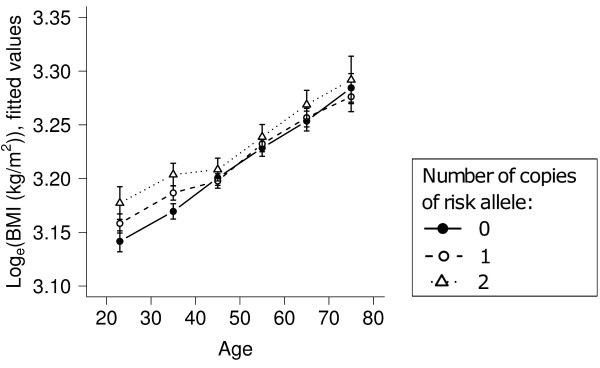 Logₑ(BMI (kg/m²)), fitted values
3.35
3.30
3.25
3.20
3.15
3.10
20 30 40 50 60 70 80
Age
Number of copies
of risk allele:
0
1
2